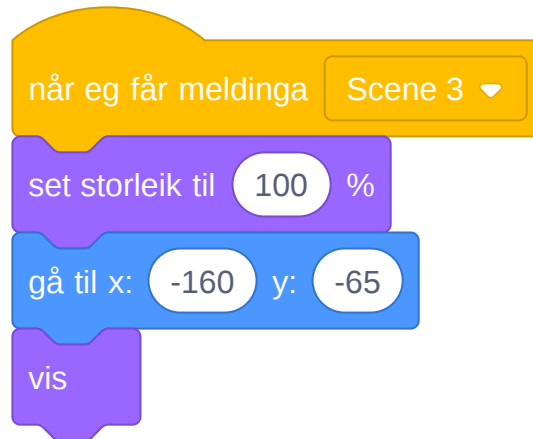 når eg får meldinga Scene 3
set storleik til 100 %
gå til x: -160 y: -65
vis